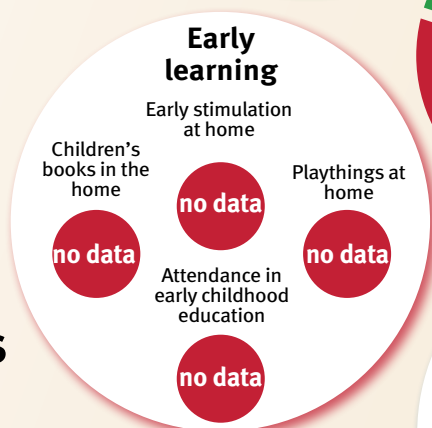 Early
learning
Early stimulation
at home
no data
Children’s
books in the
home
no data
Playthings at
home
no data
Attendance in
early childhood
education
no data
s